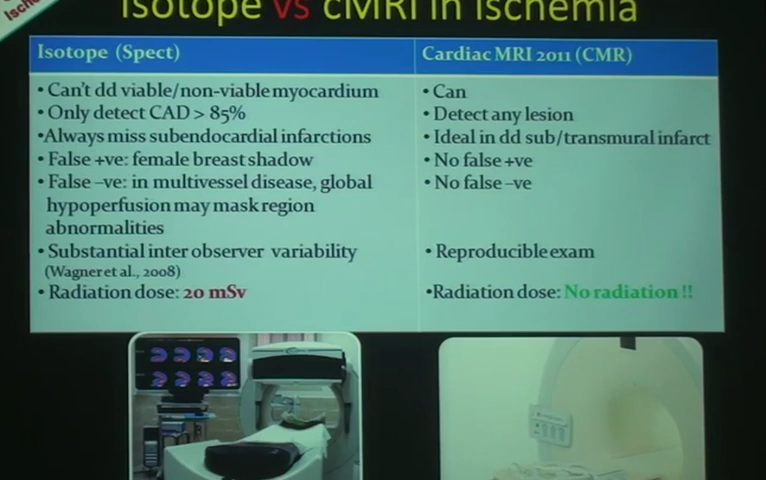 Ische
Isotope vs cMRI in Ischemia
Isotope (Spect)
Cardiac MRI 2011 (CMR)
• Can't dd viable/non-viable myocardium
• Only detect CAD > 85%
•Always miss subendocardial infarctions
• False +ve: female breast shadow
• False –ve: in multivessel disease, global
hypoperfusion may mask region
abnormalities
• Substantial inter observer variability
(Wagner et al., 2008)
• Radiation dose: 20 mSv
• Can
• Detect any lesion
• Ideal in dd sub/transmural infarct
• No false +ve
• No false –ve
• Reproducible exam
•Radiation dose: No radiation !!